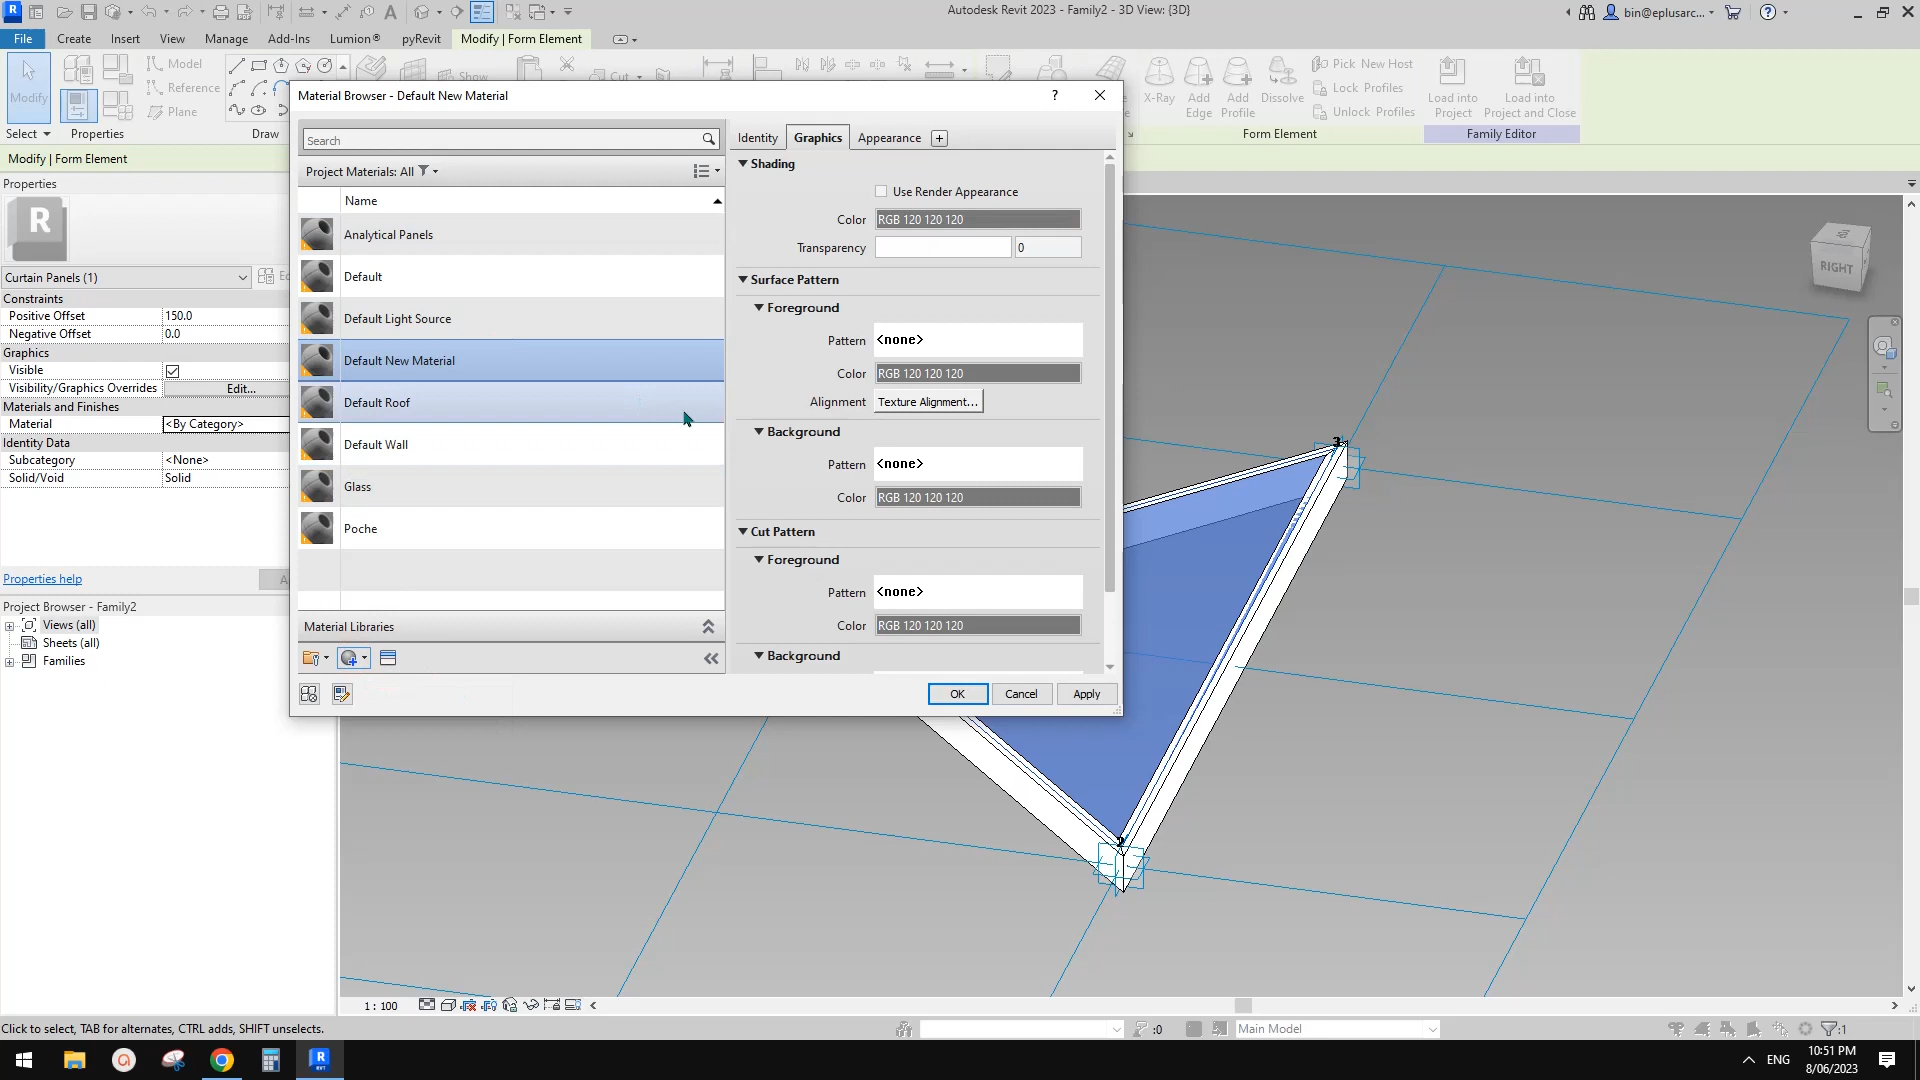 Autodesk Revit 2023 - Family2 - 3D View: {3D}
bin@eplusarc...
File
Create
Insert
View
Manage
Add-Ins
Lumion®
pyRevit
Modify | Form Element
Modify
Model
Reference
Plane
Show
Cut
X-Ray
Add Edge
Add Profile
Dissolve
Pick New Host
Lock Profiles
Unlock Profiles
Load into Project
Load into Project and Close
Select
Properties
Draw
Form Element
Family Editor
Modify | Form Element
Properties
R
Curtain Panels (1)
Constraints
Positive Offset 150.0
Negative Offset 0.0
Graphics
Visible
Visibility/Graphics Overrides Edit...
Materials and Finishes
Material <By Category>
Identity Data
Subcategory <None>
Solid/Void Solid
Properties help
Project Browser - Family2
Views (all)
Sheets (all)
Families
Material Browser - Default New Material
?
Search
Project Materials: All
Name
Analytical Panels
Default
Default Light Source
Default New Material
Default Roof
Default Wall
Glass
Poche
Material Libraries
Identity
Graphics
Appearance
Shading
Use Render Appearance
Color RGB 120 120 120
Transparency 0
Surface Pattern
Foreground
Pattern <none>
Color RGB 120 120 120
Alignment Texture Alignment...
Background
Pattern <none>
Color RGB 120 120 120
Cut Pattern
Foreground
Pattern <none>
Color RGB 120 120 120
Background
OK
Cancel
Apply
RIGHT
3
2
1 : 100
Click to select, TAB for alternates, CTRL adds, SHIFT unselects.
:0
Main Model
:1
ENG
10:51 PM
8/06/2023